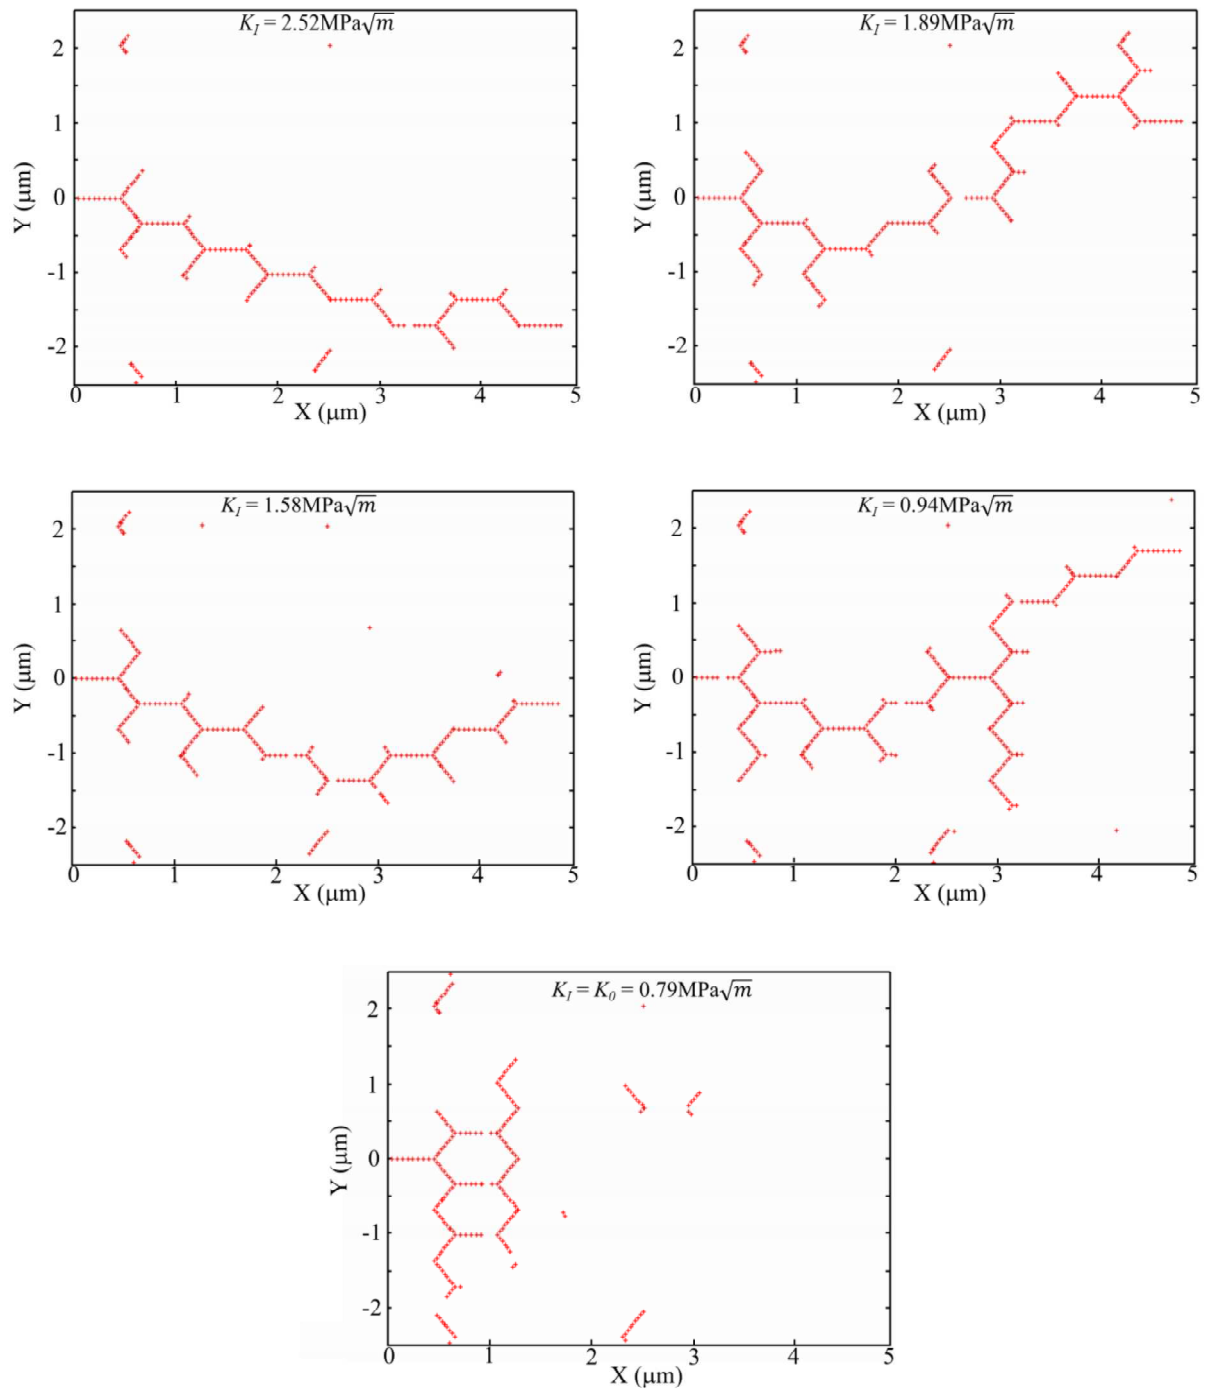 K_I = 2.52MPa√m
2
1
0
-1
-2
Y (μm)
0 1 2 3 4 5
X (μm)
K_I = 1.89MPa√m
2
1
0
-1
-2
Y (μm)
0 1 2 3 4 5
X (μm)
K_I = 1.58MPa√m
2
1
0
-1
-2
Y (μm)
0 1 2 3 4 5
X (μm)
K_I = 0.94MPa√m
2
1
0
-1
-2
Y (μm)
0 1 2 3 4 5
X (μm)
K_I = K_0 = 0.79MPa√m
2
1
0
-1
-2
Y (μm)
0 1 2 3 4 5
X (μm)